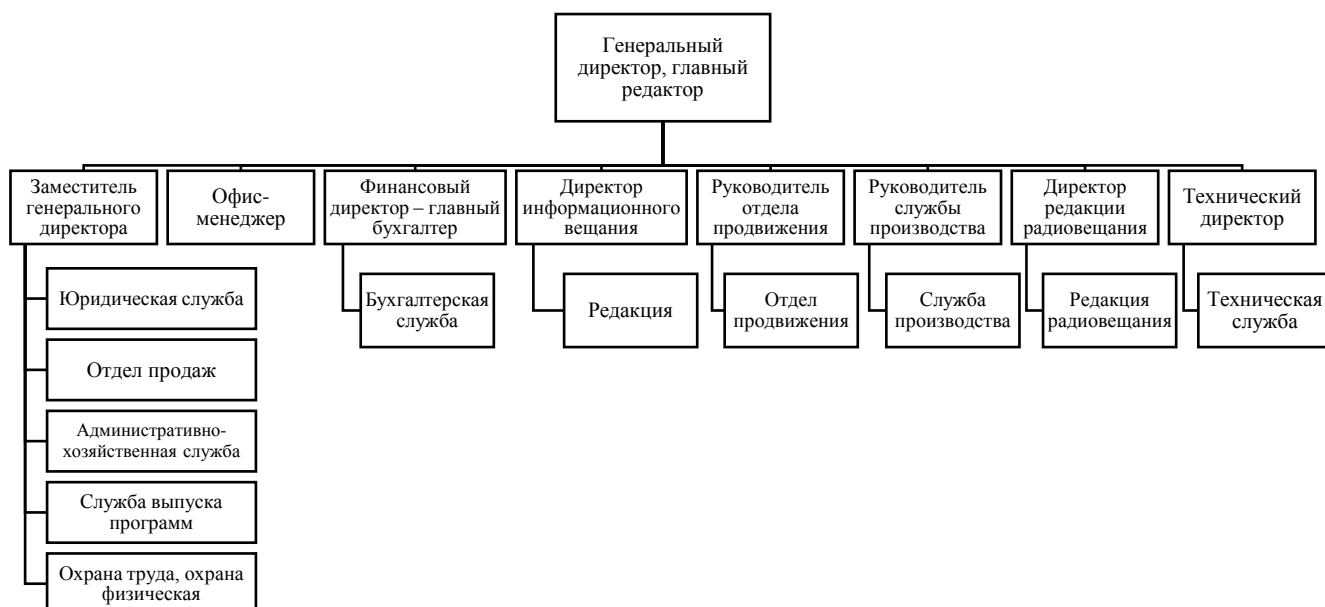 Генеральный
директор, главный
редактор
Заместитель
генерального
директора
Офис-
менеджер
Финансовый
директор – главный
бухгалтер
Директор
информационного
вещания
Руководитель
отдела
продвижения
Руководитель
службы
производства
Директор
редакции
радиовещания
Технический
директор
Юридическая служба
Отдел продаж
Административно-
хозяйственная служба
Служба выпуска
программ
Охрана труда, охрана
физическая
Бухгалтерская
служба
Редакция
Отдел
продвижения
Служба
производства
Редакция
радиовещания
Техническая
служба